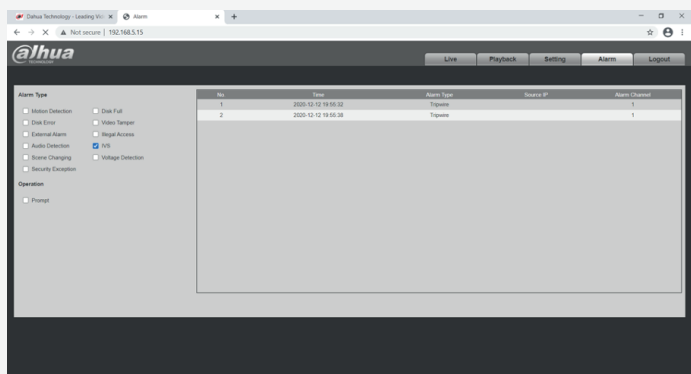 Dahua Technology - Leading Vid
Alarm
Not secure | 192.168.5.15
alhua
TECHNOLOGY
Live Playback Setting Alarm Logout
Alarm Type
Motion Detection Disk Full
Disk Error Video Tamper
External Alarm Illegal Access
Audio Detection IVS
Scene Changing Voltage Detection
Security Exception
Operation
Prompt
No. Time Alarm Type Source IP Alarm Channel
1 2020-12-12 19:55:32 Tripwire 1
2 2020-12-12 19:55:38 Tripwire 1